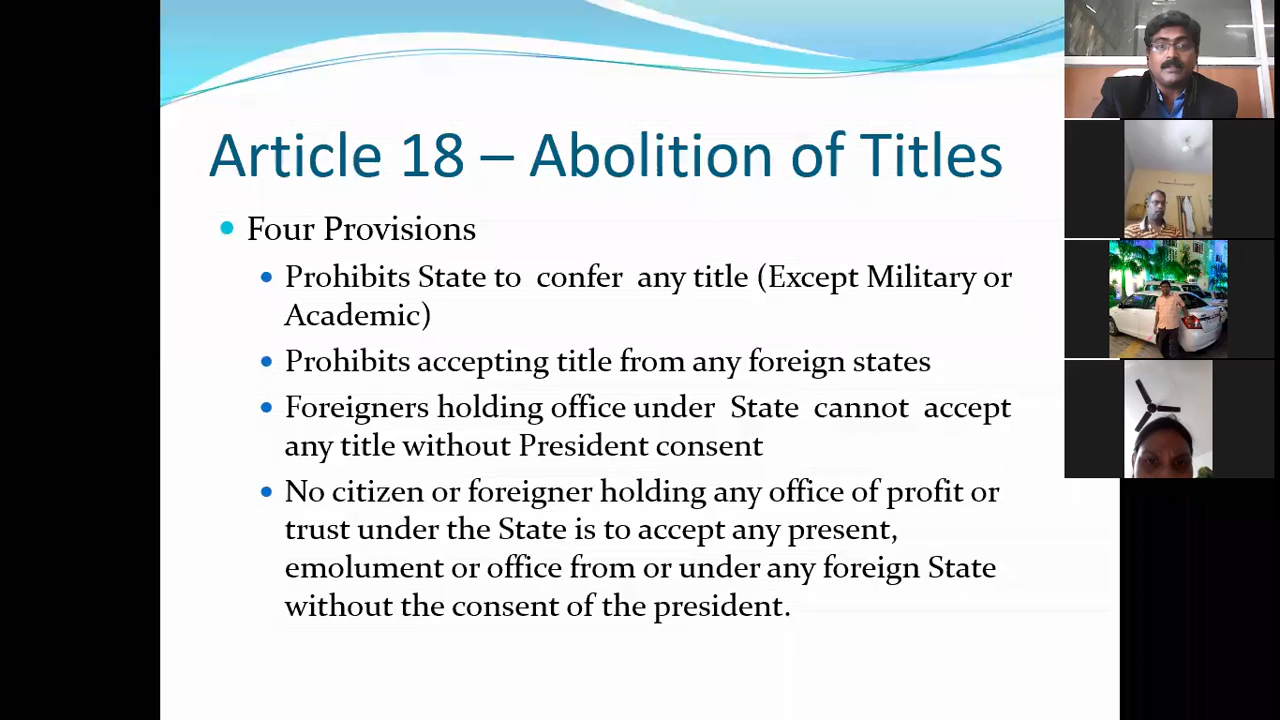 Article 18 – Abolition of Titles
Four Provisions
Prohibits State to confer any title (Except Military or
Academic)
Prohibits accepting title from any foreign states
Foreigners holding office under State cannot accept
any title without President consent
No citizen or foreigner holding any office of profit or
trust under the State is to accept any present,
emolument or office from or under any foreign State
without the consent of the president.